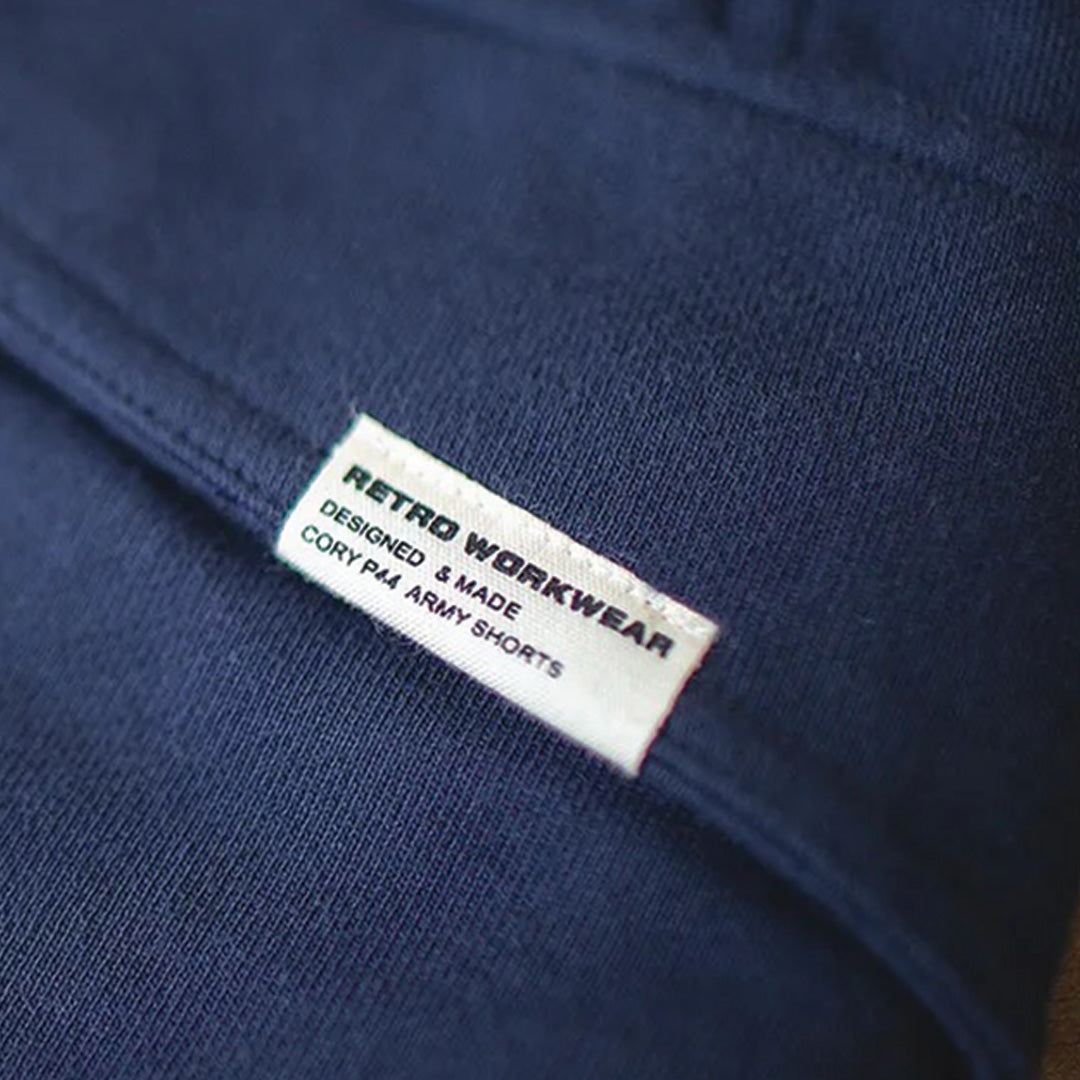 RETRO WORKWEAR
DESIGNED & MADE
CORY P44 ARMY SHORTS